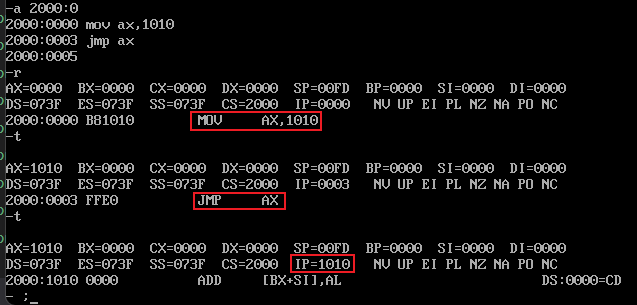 -a 2000:0
2000:0000 mov ax,1010
2000:0003 jmp ax
2000:0005
-r
AX=0000  BX=0000  CX=0000  DX=0000  SP=00FD  BP=0000  SI=0000  DI=0000
DS=073F  ES=073F  SS=073F  CS=2000  IP=0000   NV UP EI PL NZ NA PO NC
2000:0000 B81010        MOV     AX,1010
-t
AX=1010  BX=0000  CX=0000  DX=0000  SP=00FD  BP=0000  SI=0000  DI=0000
DS=073F  ES=073F  SS=073F  CS=2000  IP=0003   NV UP EI PL NZ NA PO NC
2000:0003 FFE0          JMP     AX
-t
AX=1010  BX=0000  CX=0000  DX=0000  SP=00FD  BP=0000  SI=0000  DI=0000
DS=073F  ES=073F  SS=073F  CS=2000  IP=1010   NV UP EI PL NZ NA PO NC
2000:1010 0000          ADD     [BX+SI],AL                         DS:0000=CD
- ;_